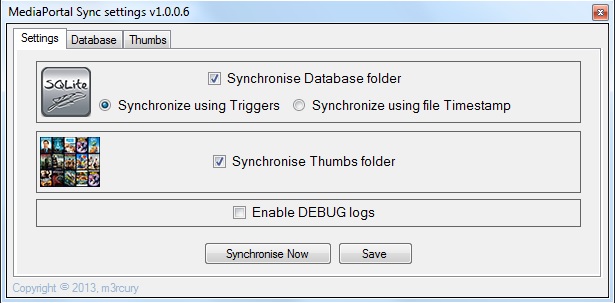 MediaPortal Sync settings v1.0.0.6
Settings Database Thumbs
SQLite
Synchronise Database folder
Synchronize using Triggers Synchronize using file Timestamp
Synchronise Thumbs folder
Enable DEBUG logs
Synchronise Now Save
Copyright © 2013, m3rcury